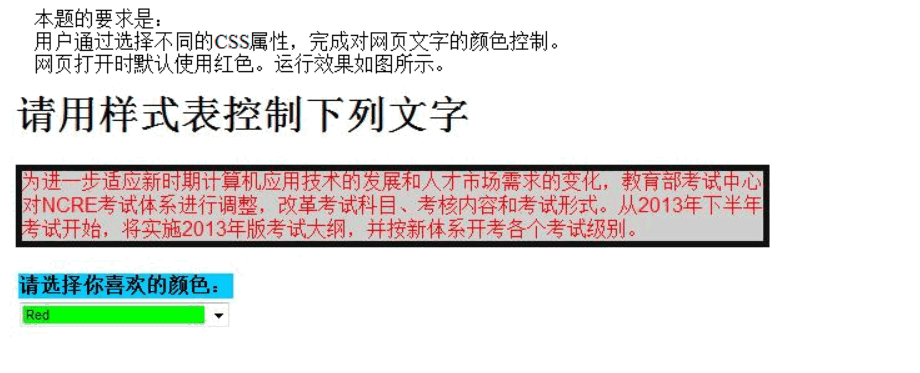 本题的要求是：
用户通过选择不同的CSS属性，完成对网页文字的颜色控制。
网页打开时默认使用红色。运行效果如图所示。
请用样式表控制下列文字
为进一步适应新时期计算机应用技术的发展和人才市场需求的变化，教育部考试中心
对NCRE考试体系进行调整，改革考试科目、考核内容和考试形式。从2013年下半年
考试开始，将实施2013年版考试大纲，并按新体系开考各个考试级别。
请选择你喜欢的颜色：
Red